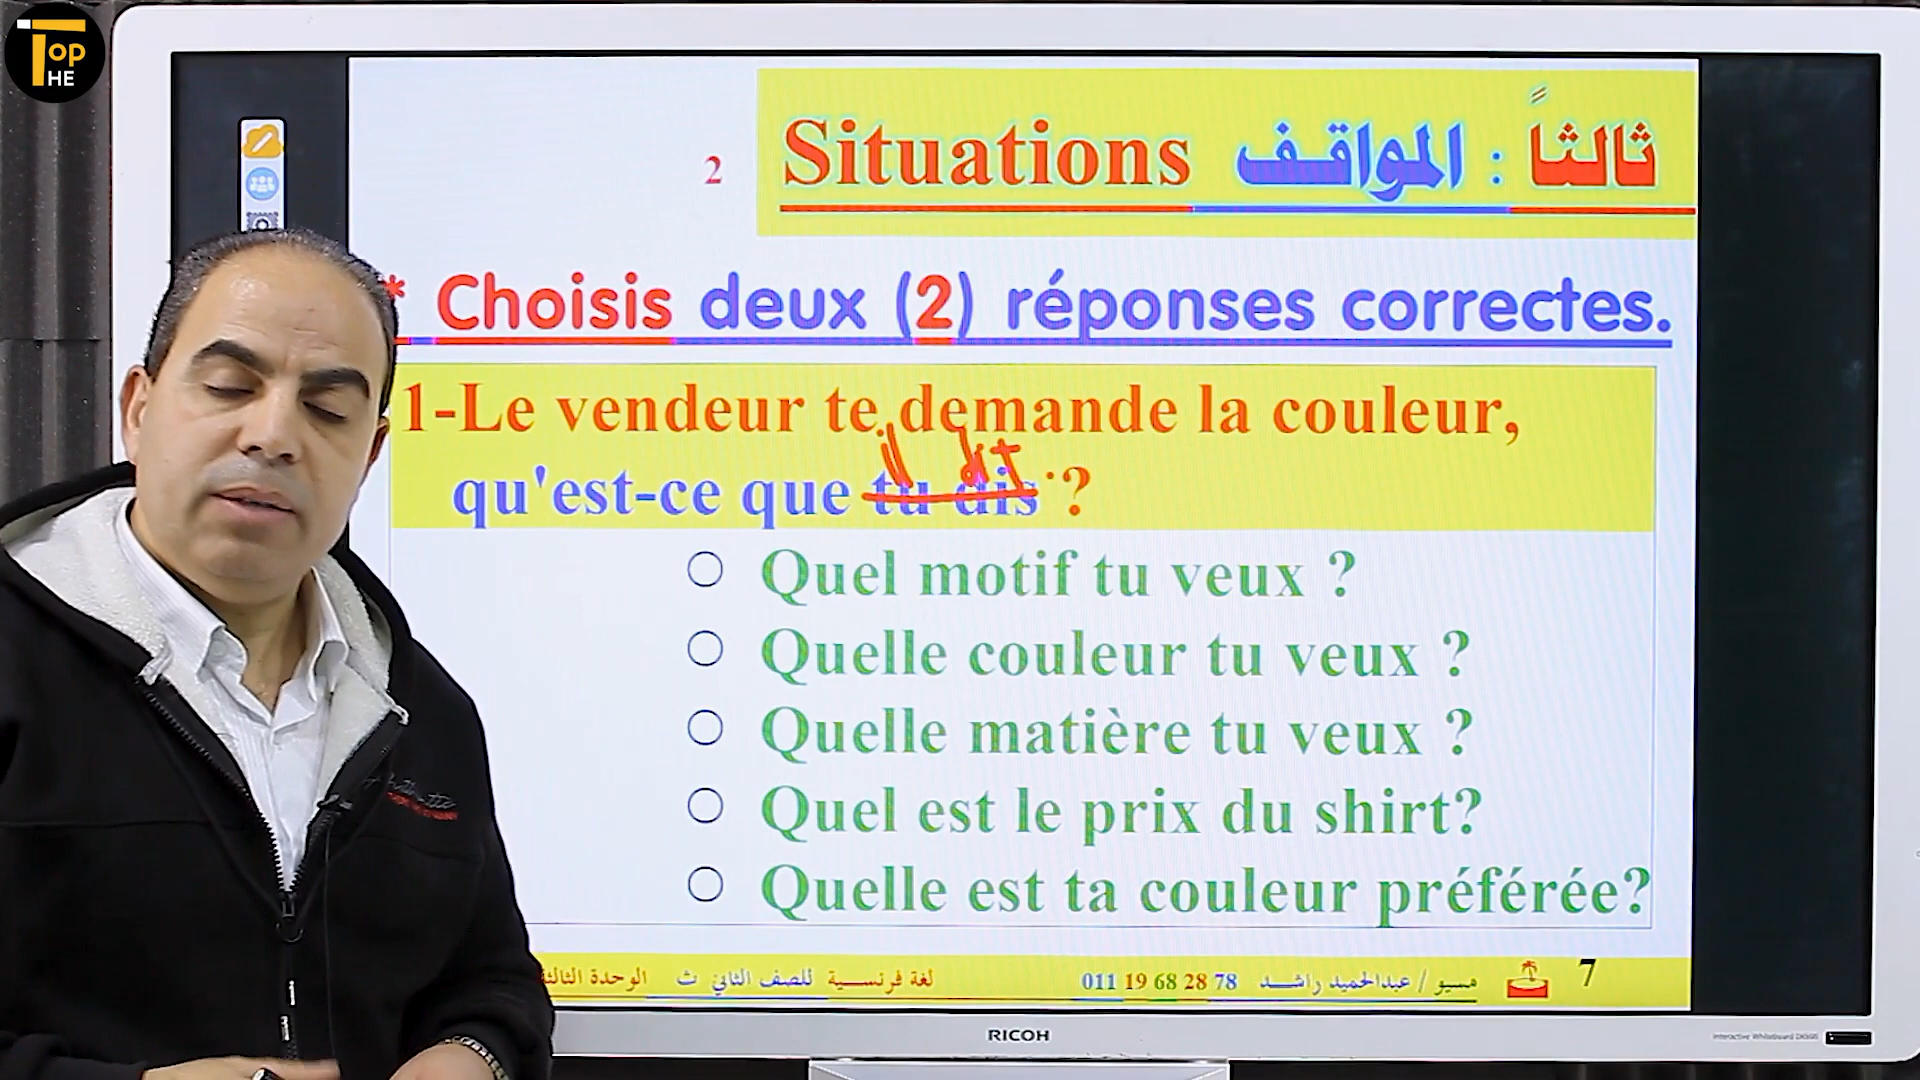 Top
HE
ثالثاً : المواقف Situations
2
* Choisis deux (2) réponses correctes.
1-Le vendeur te demande la couleur,
il dit
qu'est-ce que tu dis ?
Quel motif tu veux ?
Quelle couleur tu veux ?
Quelle matière tu veux ?
Quel est le prix du shirt?
Quelle est ta couleur préférée?
7 مسيو / عبدالحميد راشد 011 19 68 28 78 لغة فرنسية للصف الثاني ث الوحدة الثالثة
RICOH